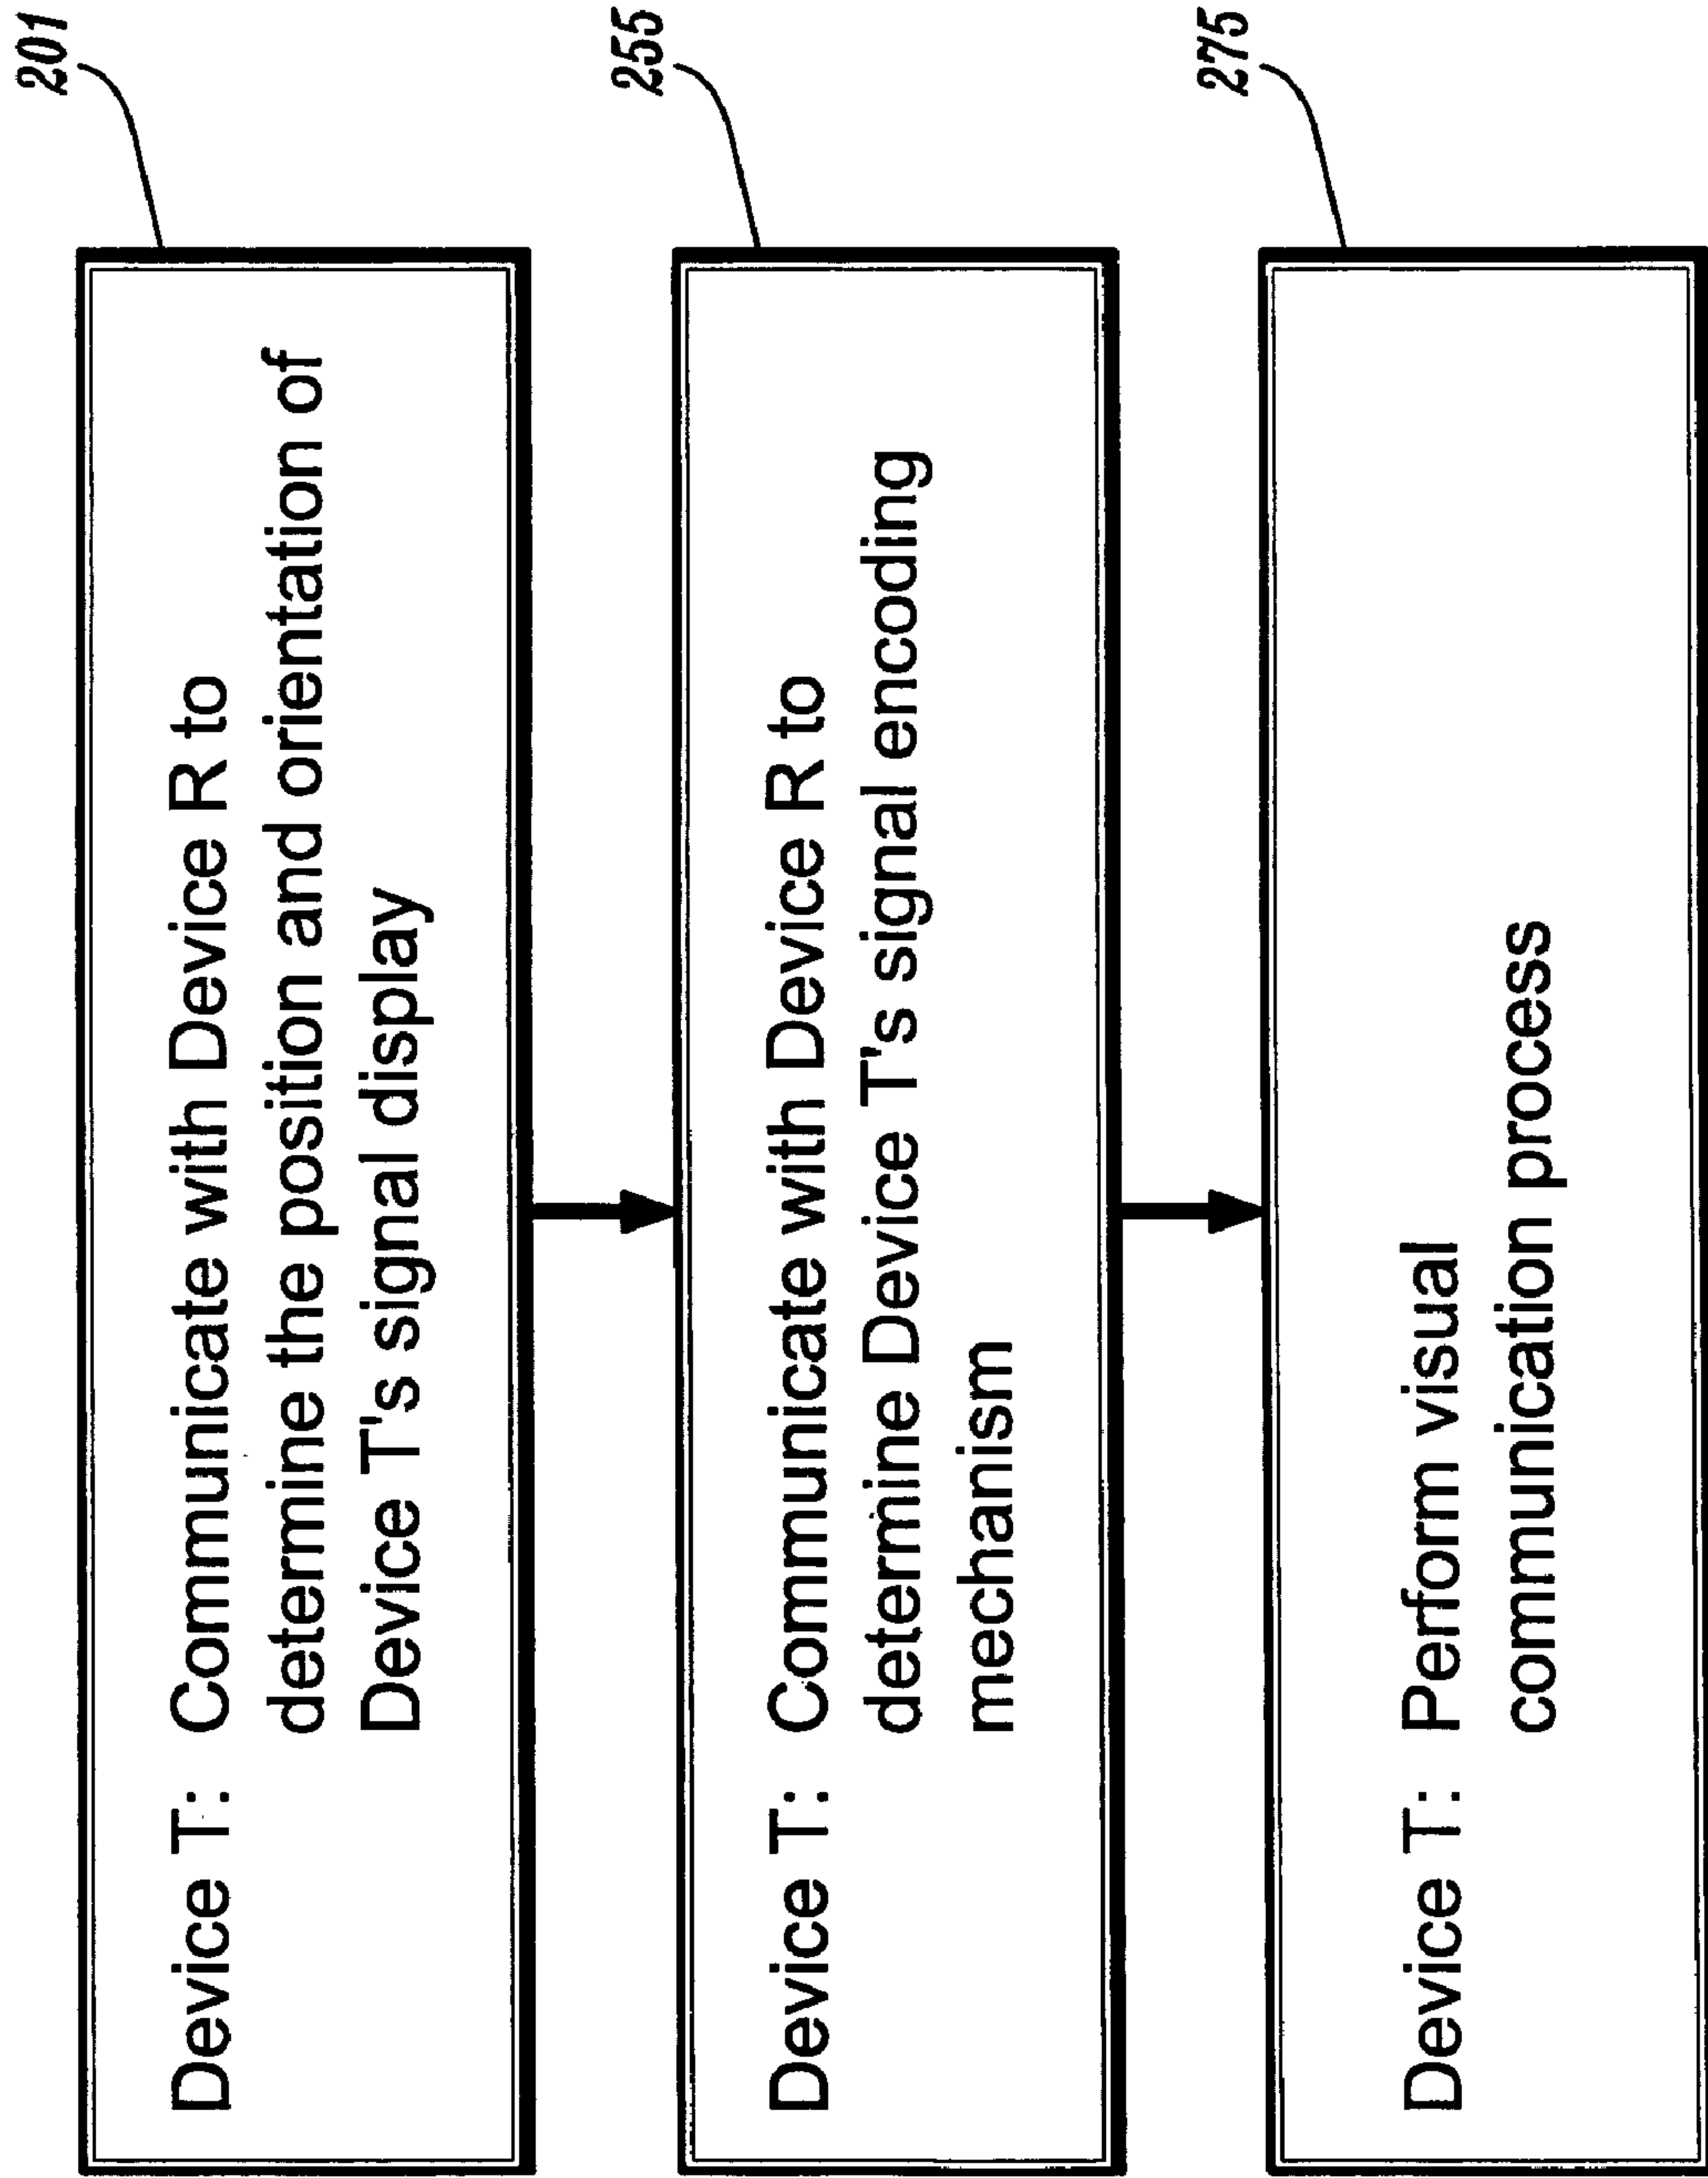 201
Device T: Communicate with Device R to
determine the position and orientation of
Device T's signal display
255
Device T: Communicate with Device R to
determine Device T's signal encoding
mechanism
275
Device T: Perform visual
communication process